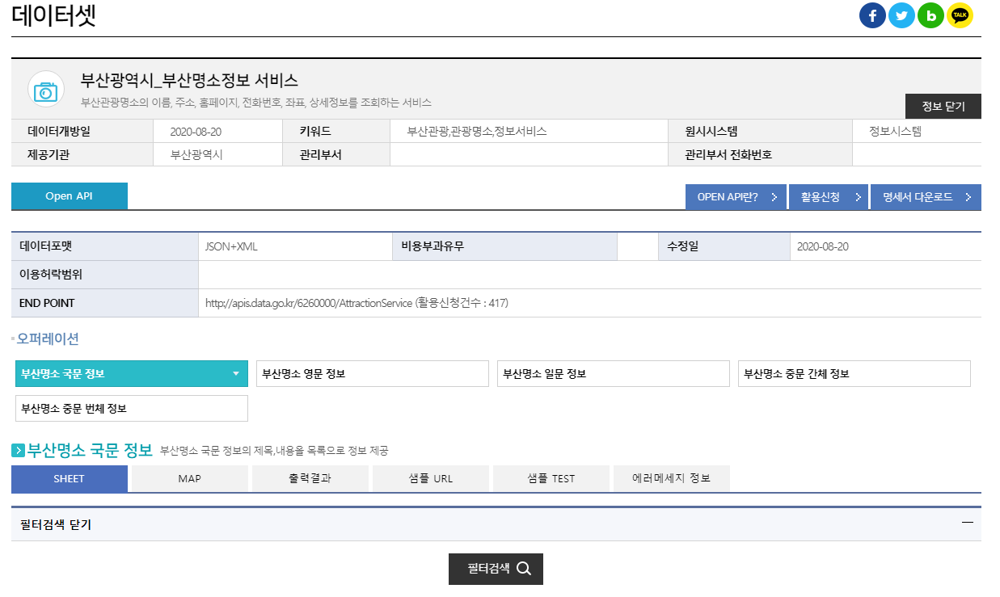 데이터셋
f b TALK
부산광역시_부산명소정보 서비스
부산관광명소의 이름, 주소, 홈페이지, 전화번호, 좌표, 상세정보를 조회하는 서비스
정보 닫기
데이터개방일 2020-08-20 키워드 부산관광,관광명소,정보서비스 원시시스템 정보시스템
제공기관 부산광역시 관리부서 관리부서 전화번호
Open API OPEN API란? 활용신청 명세서 다운로드
데이터포맷 JSON+XML 비용부과유무 수정일 2020-08-20
이용허락범위
END POINT http://apis.data.go.kr/6260000/AttractionService (활용신청건수 : 417)
오퍼레이션
부산명소 국문 정보 부산명소 영문 정보 부산명소 일문 정보 부산명소 중문 간체 정보
부산명소 중문 번체 정보
부산명소 국문 정보 부산명소 국문 정보의 제목,내용을 목록으로 정보 제공
SHEET MAP 출력결과 샘플 URL 샘플 TEST 에러메세지 정보
필터검색 닫기
필터검색